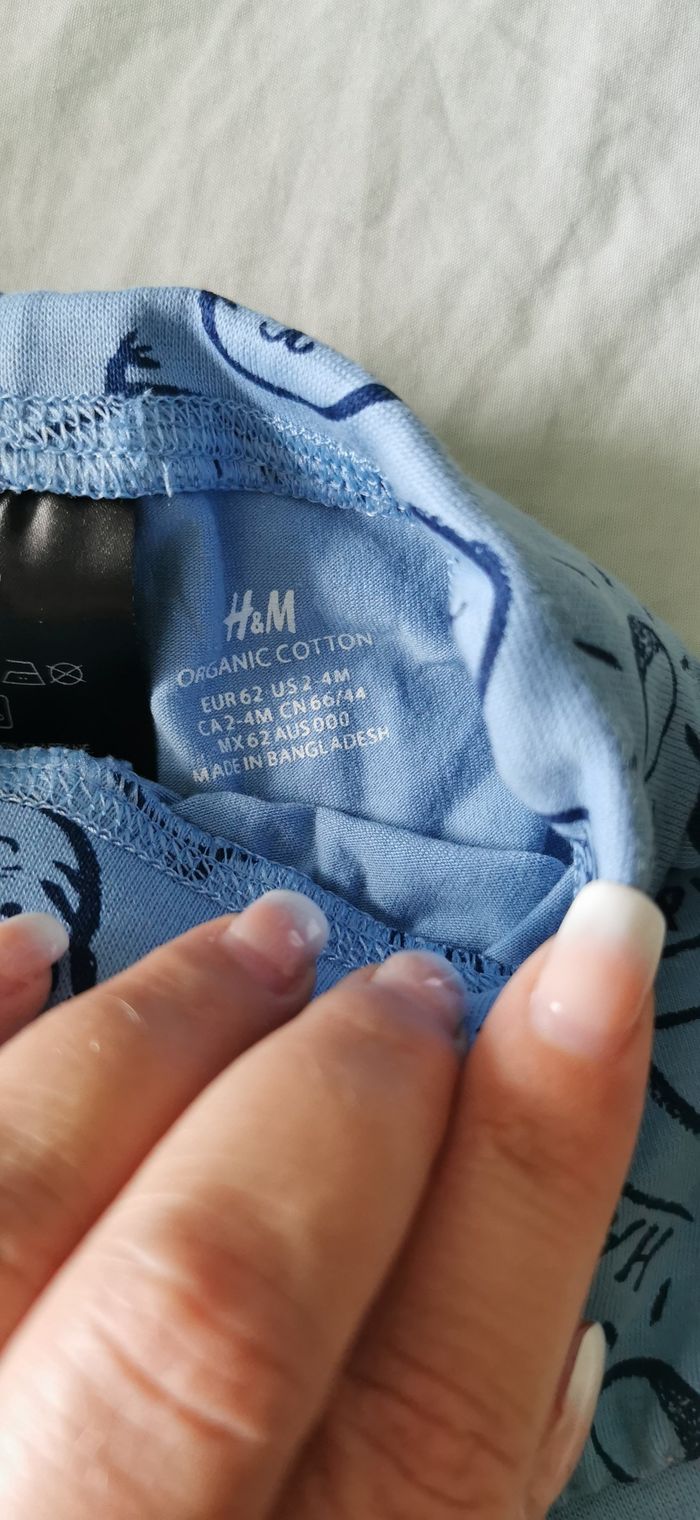 H&M
ORGANIC COTTON
EUR 62 US 2-4M
CA 2-4M CN 66/44
MX 62 AUS 000
MADE IN BANGLADESH